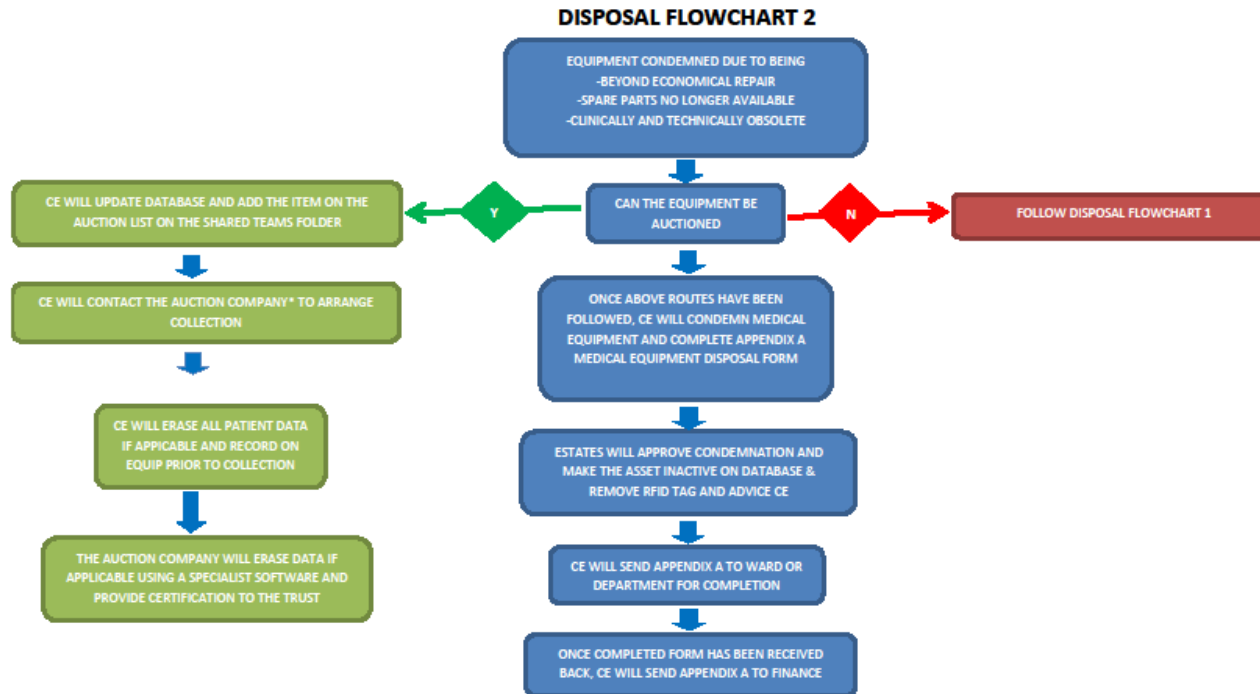 DISPOSAL FLOWCHART 2
EQUIPMENT CONDEMNED DUE TO BEING
-BEYOND ECONOMICAL REPAIR
-SPARE PARTS NO LONGER AVAILABLE
-CLINICALLY AND TECHNICALLY OBSOLETE
CE WILL UPDATE DATABASE AND ADD THE ITEM ON THE
AUCTION LIST ON THE SHARED TEAMS FOLDER
Y
CAN THE EQUIPMENT BE
AUCTIONED
N
FOLLOW DISPOSAL FLOWCHART 1
CE WILL CONTACT THE AUCTION COMPANY* TO ARRANGE
COLLECTION
CE WILL ERASE ALL PATIENT DATA
IF APPICABLE AND RECORD ON
EQUIP PRIOR TO COLLECTION
THE AUCTION COMPANY WILL ERASE DATA IF
APPLICABLE USING A SPECIALIST SOFTWARE AND
PROVIDE CERTIFICATION TO THE TRUST
ONCE ABOVE ROUTES HAVE BEEN
FOLLOWED, CE WILL CONDEMN MEDICAL
EQUIPMENT AND COMPLETE APPENDIX A
MEDICAL EQUIPMENT DISPOSAL FORM
ESTATES WILL APPROVE CONDEMNATION AND
MAKE THE ASSET INACTIVE ON DATABASE &
REMOVE RFID TAG AND ADVICE CE
CE WILL SEND APPENDIX A TO WARD OR
DEPARTMENT FOR COMPLETION
ONCE COMPLETED FORM HAS BEEN RECEIVED
BACK, CE WILL SEND APPENDIX A TO FINANCE